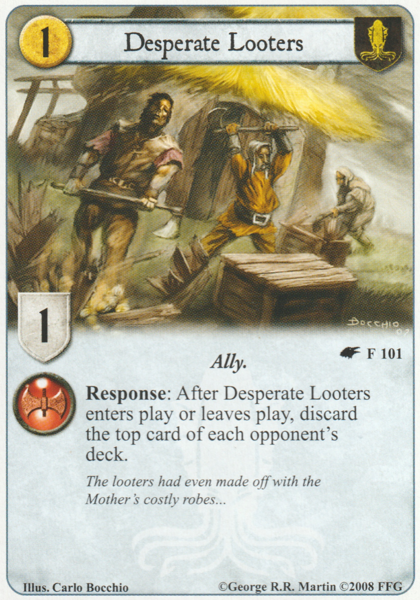 1
Desperate Looters
BOCCHIO
1
Ally.
F 101
Response: After Desperate Looters
enters play or leaves play, discard
the top card of each opponent's
deck.
The looters had even made off with the
Mother's costly robes...
Illus. Carlo Bocchio
©George R.R. Martin ©2008 FFG